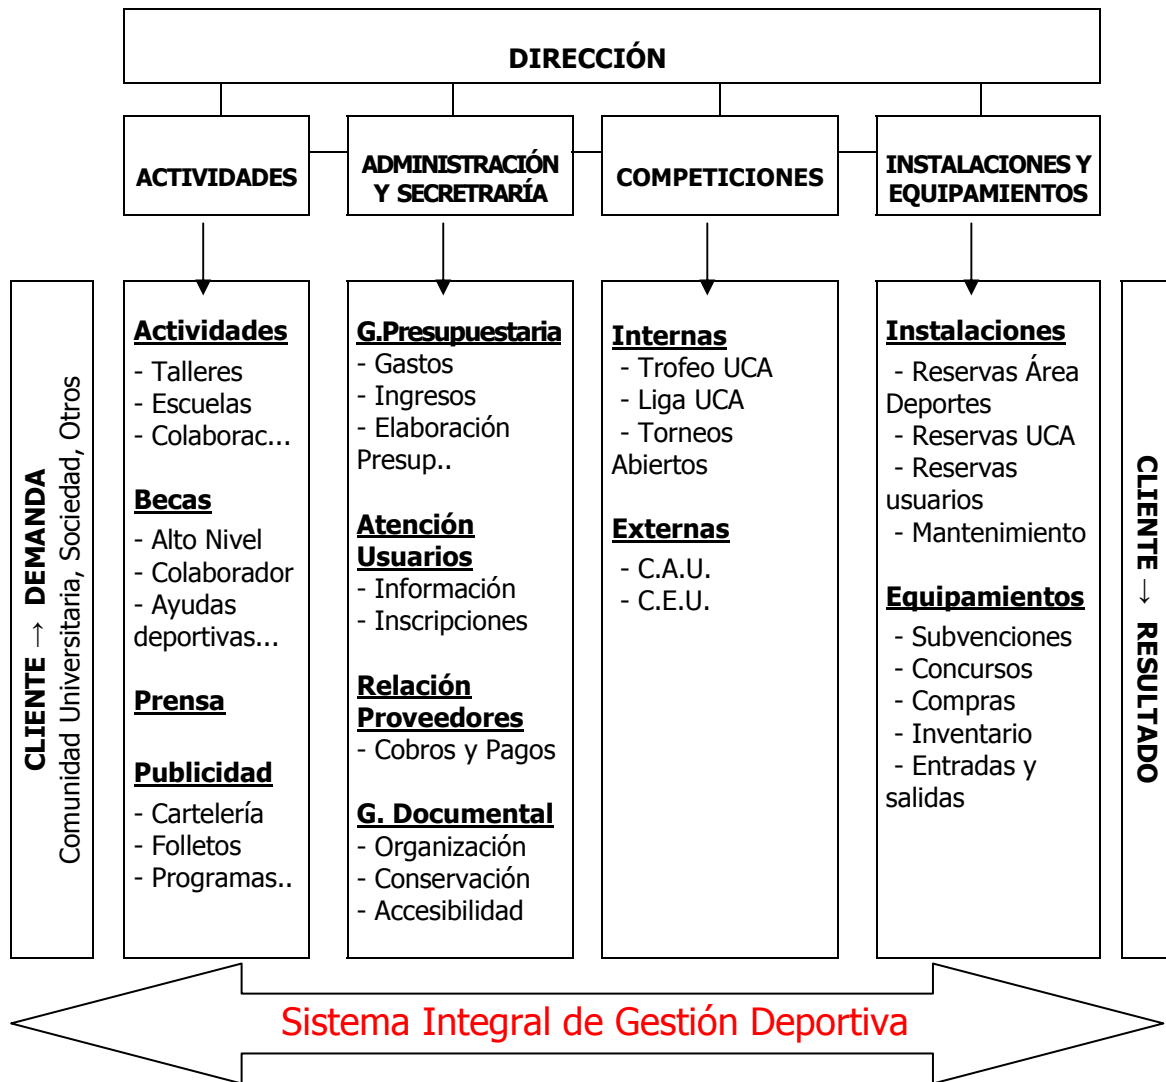 DIRECCIÓN
ACTIVIDADES
ADMINISTRACIÓN
Y SECRETRARÍA
COMPETICIONES
INSTALACIONES Y
EQUIPAMIENTOS
CLIENTE → DEMANDA
Comunidad Universitaria, Sociedad, Otros
Actividades
- Talleres
- Escuelas
- Colaborac...
Becas
- Alto Nivel
- Colaborador
- Ayudas
deportivas...
Prensa
Publicidad
- Cartelería
- Folletos
- Programas..
G.Presupuestaria
- Gastos
- Ingresos
- Elaboración
Presup..
Atención
Usuarios
- Información
- Inscripciones
Relación
Proveedores
- Cobros y Pagos
G. Documental
- Organización
- Conservación
- Accesibilidad
Internas
- Trofeo UCA
- Liga UCA
- Torneos
Abiertos
Externas
- C.A.U.
- C.E.U.
Instalaciones
- Reservas Área
Deportes
- Reservas UCA
- Reservas
usuarios
- Mantenimiento
Equipamientos
- Subvenciones
- Concursos
- Compras
- Inventario
- Entradas y
salidas
CLIENTE → RESULTADO
Sistema Integral de Gestión Deportiva